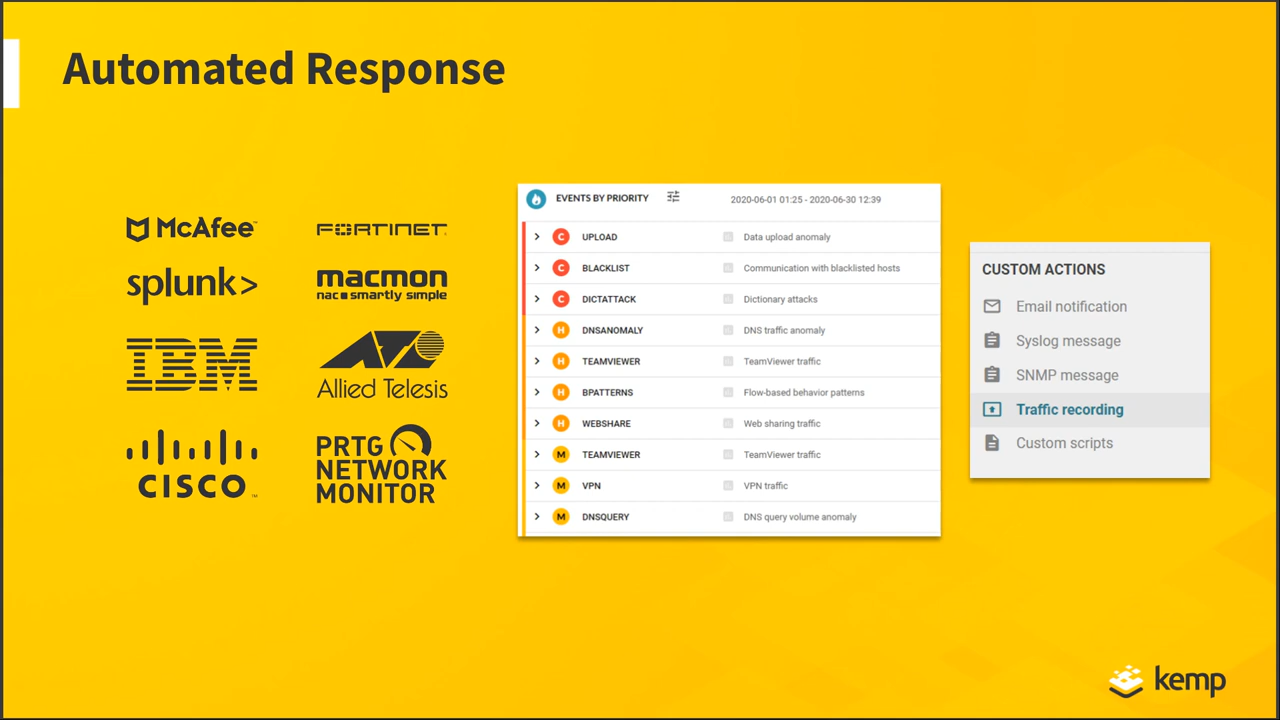 Automated Response
McAfee™
FORTINET
splunk>
macmon
nac smartly simple
IBM
Allied Telesis
CISCO™
PRTG
NETWORK
MONITOR
EVENTS BY PRIORITY 2020-06-01 01:25 - 2020-06-30 12:39
C UPLOAD Data upload anomaly
C BLACKLIST Communication with blacklisted hosts
C DICTATTACK Dictionary attacks
H DNSANOMALY DNS traffic anomaly
H TEAMVIEWER TeamViewer traffic
H BPATTERNS Flow-based behavior patterns
H WEBSHARE Web sharing traffic
M TEAMVIEWER TeamViewer traffic
M VPN VPN traffic
M DNSQUERY DNS query volume anomaly
CUSTOM ACTIONS
Email notification
Syslog message
SNMP message
Traffic recording
Custom scripts
kemp